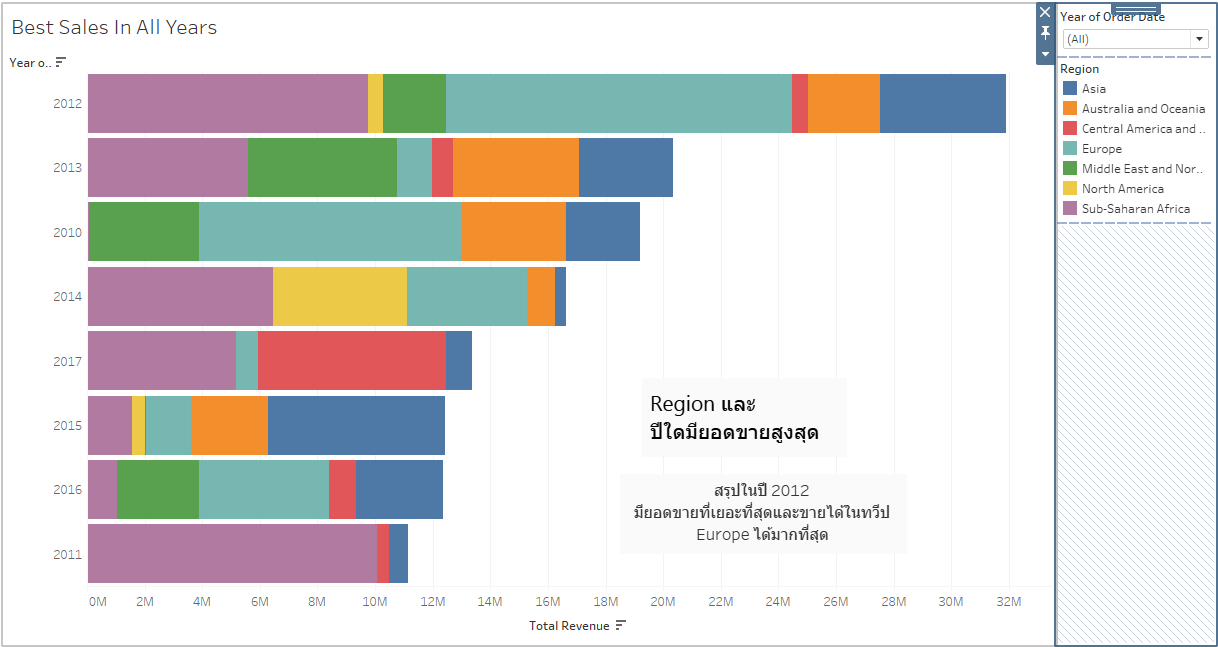 Best Sales In All Years
Year o..
2012
2013
2010
2014
2017
2015
2016
2011
0M 2M 4M 6M 8M 10M 12M 14M 16M 18M 20M 22M 24M 26M 28M 30M 32M
Total Revenue
Region และ
ปีใดมียอดขายสูงสุด
สรุปในปี 2012
มียอดขายที่เยอะที่สุดและขายได้ในทวีป
Europe ได้มากที่สุด
Year of Order Date
(All)
Region
Asia
Australia and Oceania
Central America and ..
Europe
Middle East and Nor..
North America
Sub-Saharan Africa